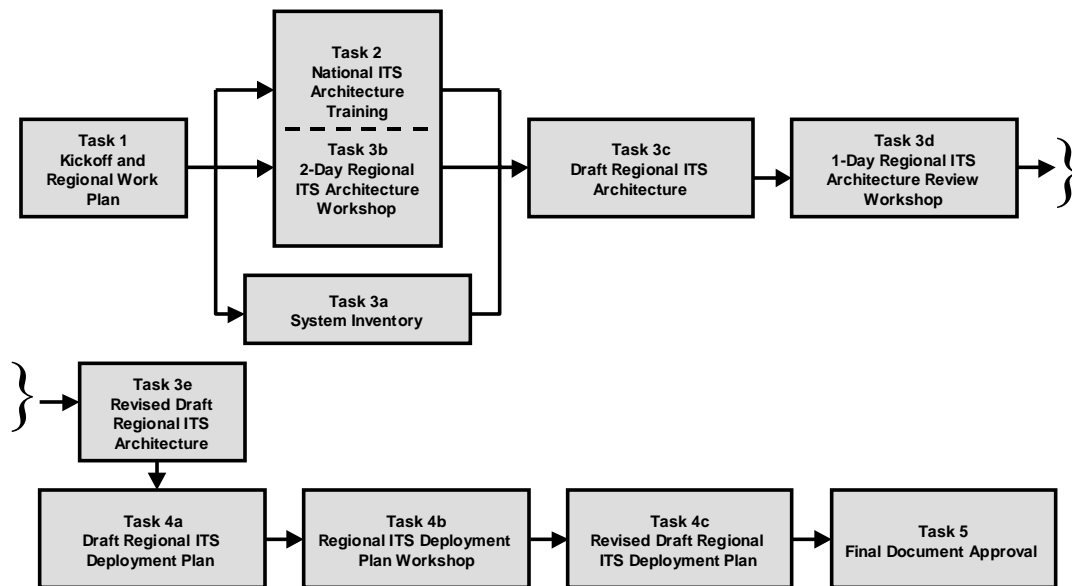 Task 1
Kickoff and
Regional Work
Plan
Task 2
National ITS
Architecture
Training
Task 3b
2-Day Regional
ITS Architecture
Workshop
Task 3a
System Inventory
Task 3c
Draft Regional ITS
Architecture
Task 3d
1-Day Regional ITS
Architecture Review
Workshop
}
}
Task 3e
Revised Draft
Regional ITS
Architecture
Task 4a
Draft Regional ITS
Deployment Plan
Task 4b
Regional ITS Deployment
Plan Workshop
Task 4c
Revised Draft Regional
ITS Deployment Plan
Task 5
Final Document Approval